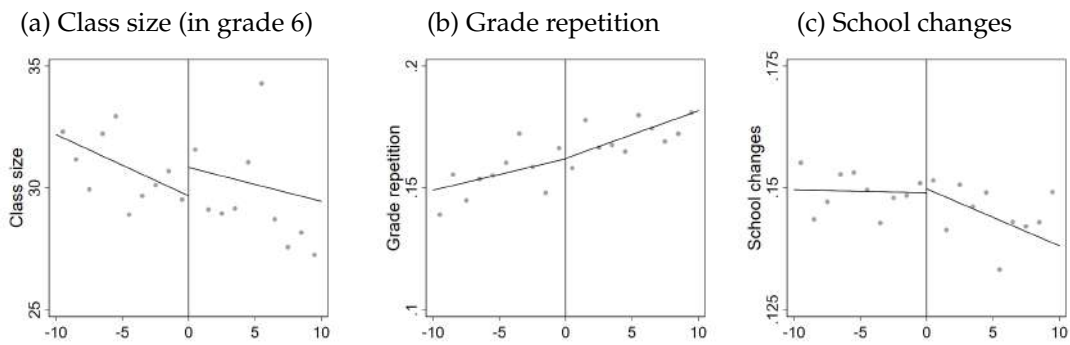 (a) Class size (in grade 6)
35
30
25
Class size
-10 -5 0 5 10
(b) Grade repetition
.2
.15
.1
Grade repetition
-10 -5 0 5 10
(c) School changes
.175
.15
.125
School changes
-10 -5 0 5 10